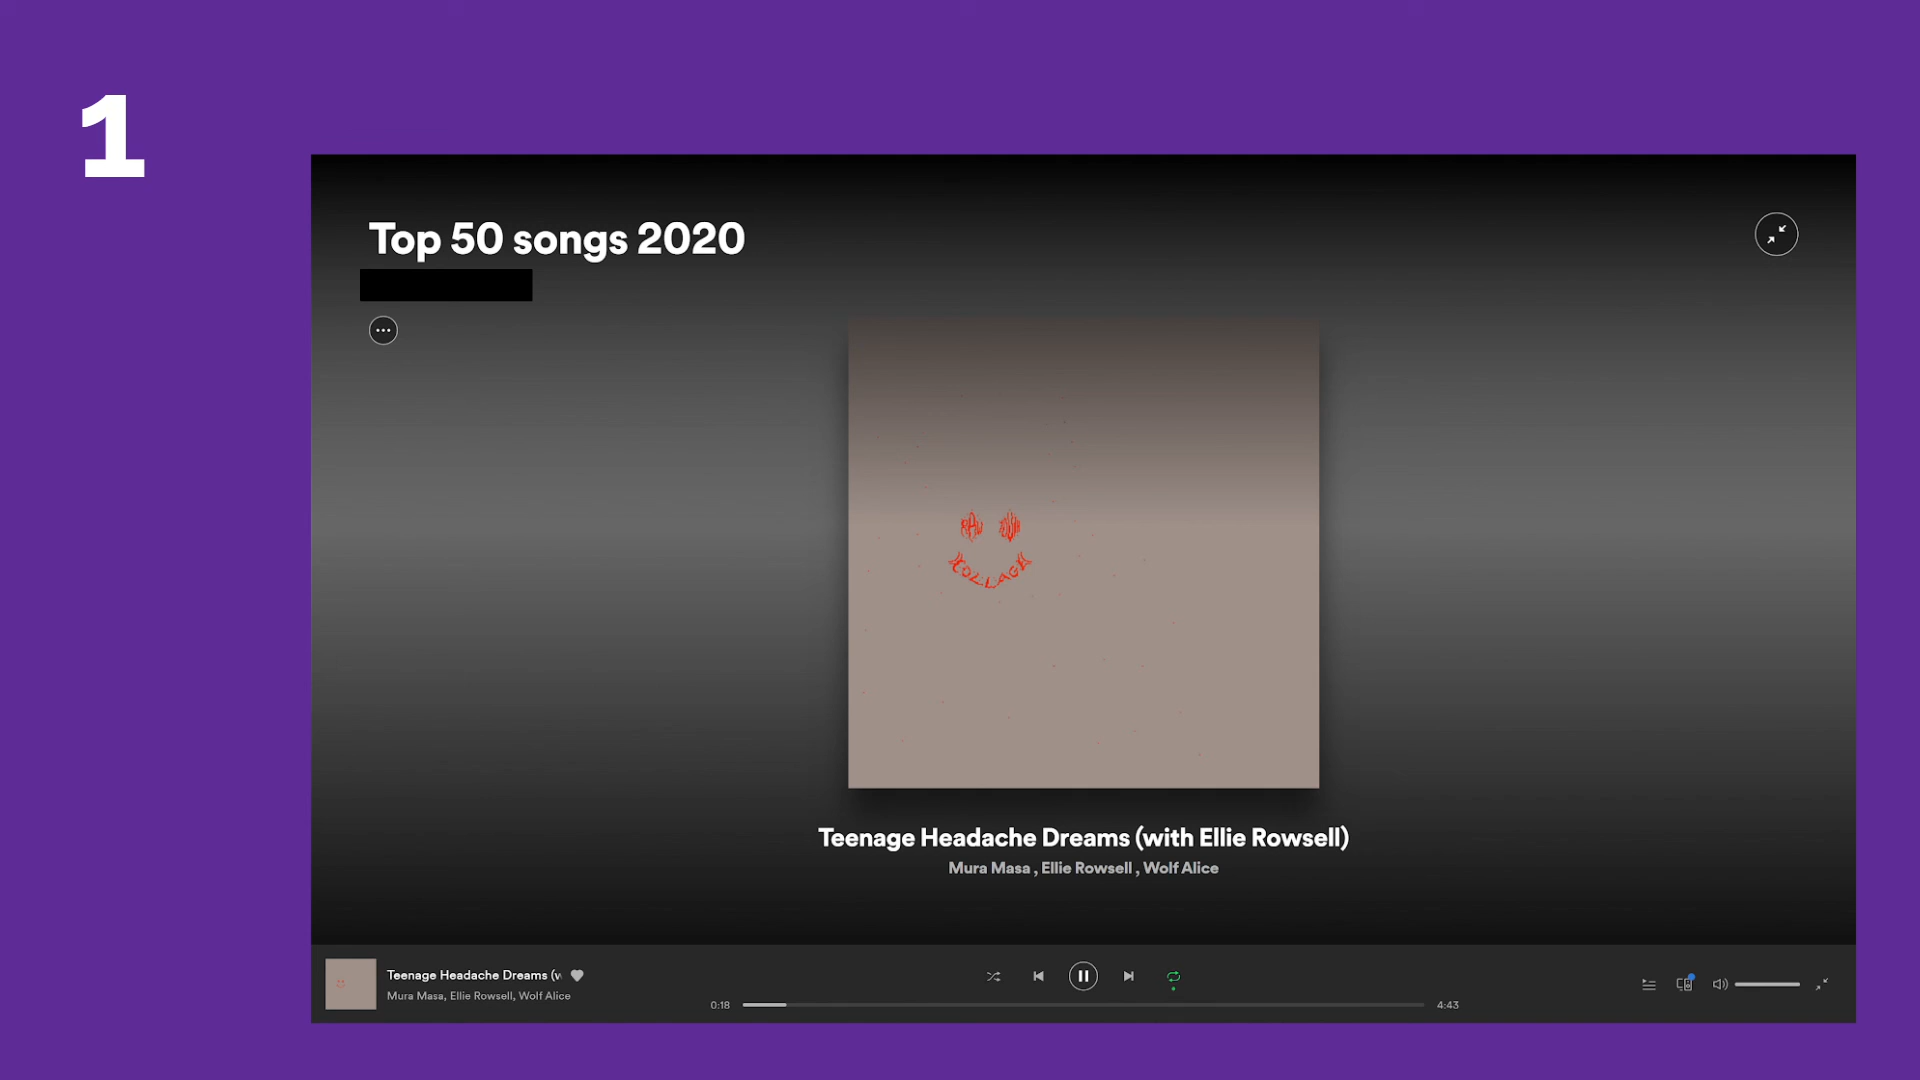 1
Top 50 songs 2020
COLLAGE
Teenage Headache Dreams (with Ellie Rowsell)
Mura Masa , Ellie Rowsell , Wolf Alice
Teenage Headache Dreams (w
Mura Masa, Ellie Rowsell, Wolf Alice
0:18
4:43